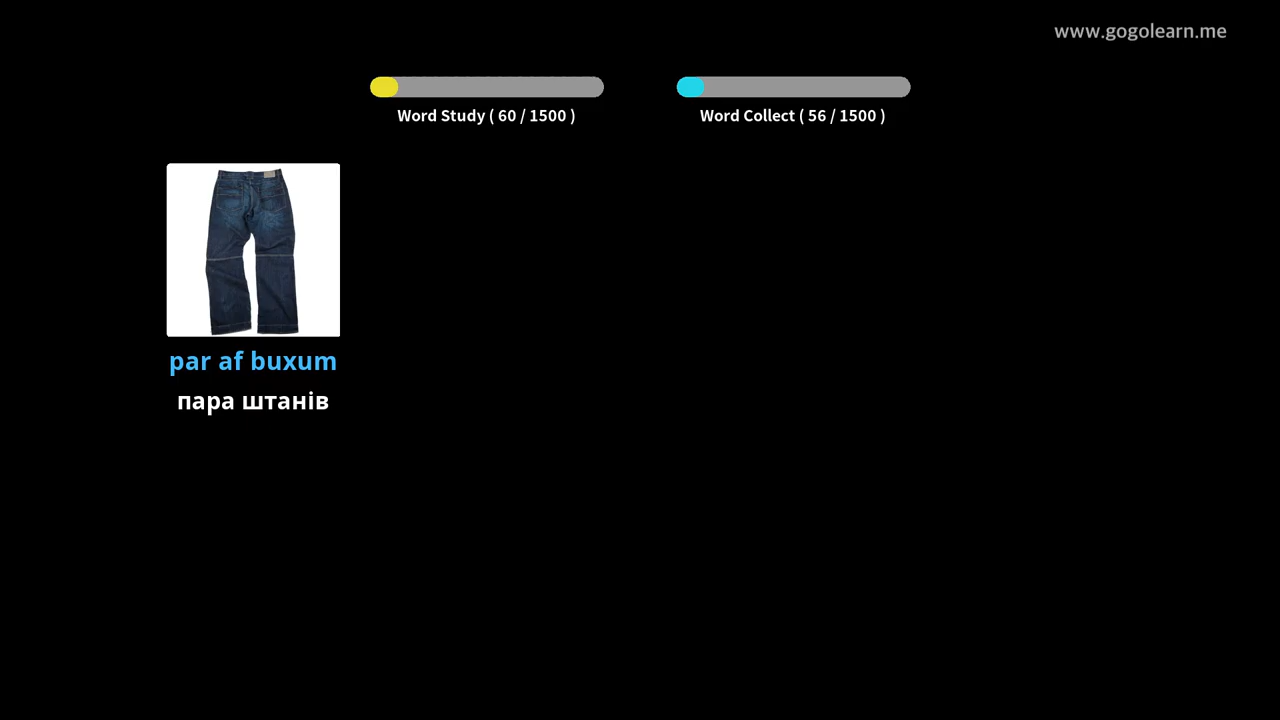 www.gogolearn.me
Word Study ( 60 / 1500 )
Word Collect ( 56 / 1500 )
par af buxum
пара штанів